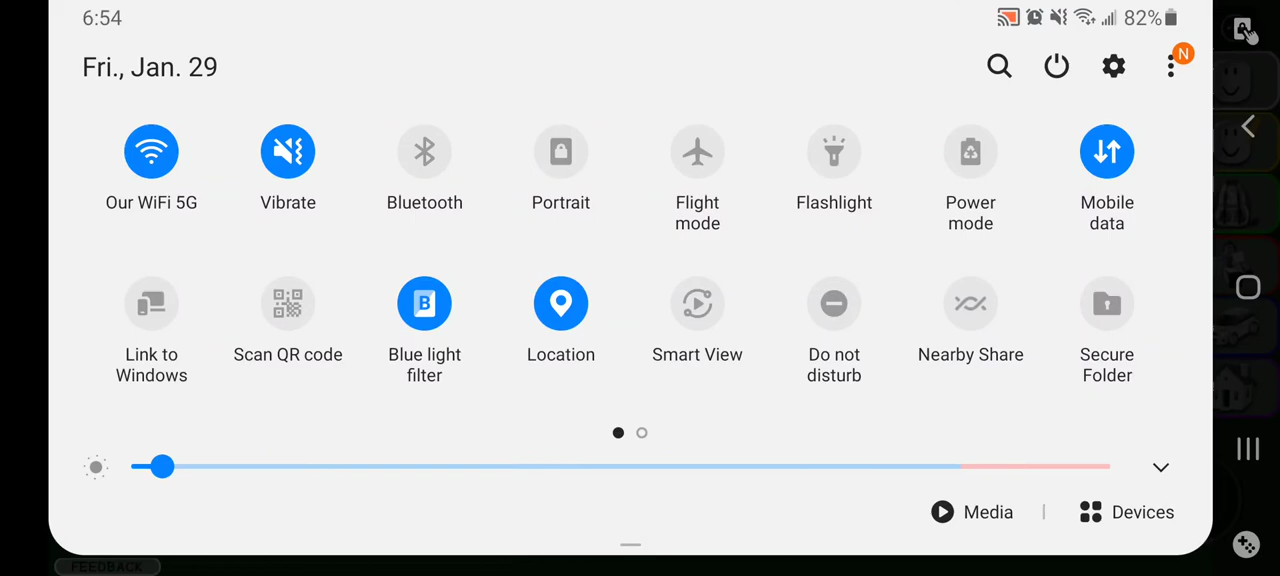 6:54
82%
Fri., Jan. 29
N
Our WiFi 5G
Vibrate
Bluetooth
Portrait
Flight
mode
Flashlight
Power
mode
Mobile
data
Link to
Windows
Scan QR code
B
Blue light
filter
Location
Smart View
Do not
disturb
Nearby Share
Secure
Folder
Media
Devices
FEEDBACK